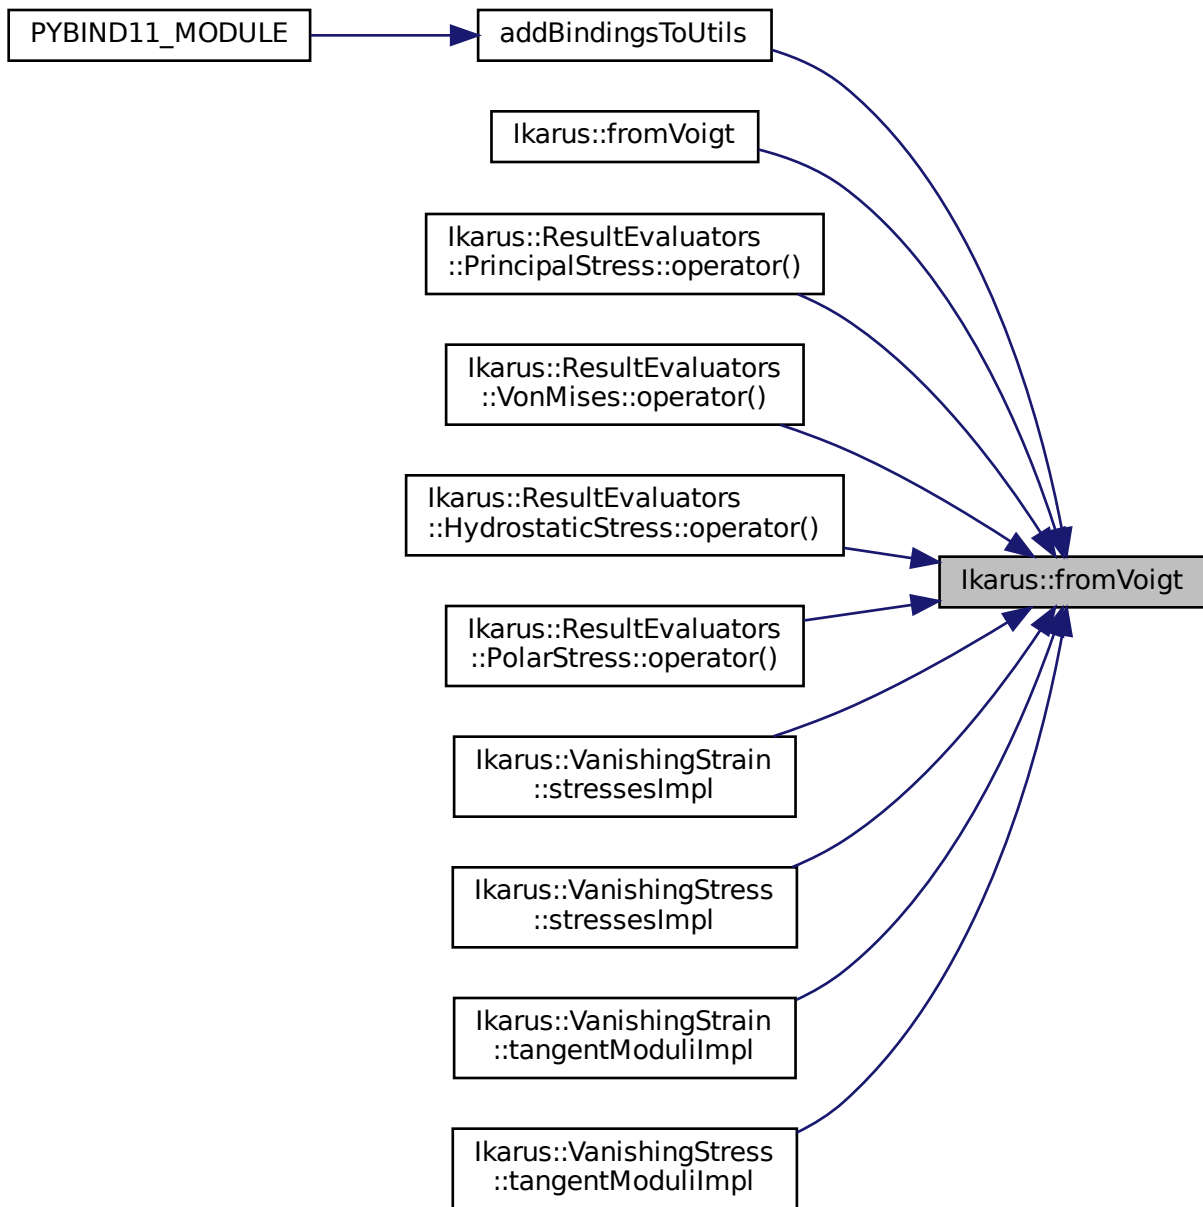 PYBIND11_MODULE
addBindingsToUtils
Ikarus::fromVoigt
Ikarus::ResultEvaluators
::PrincipalStress::operator()
Ikarus::ResultEvaluators
::VonMises::operator()
Ikarus::ResultEvaluators
::HydrostaticStress::operator()
Ikarus::fromVoigt
Ikarus::ResultEvaluators
::PolarStress::operator()
Ikarus::VanishingStrain
::stressesImpl
Ikarus::VanishingStress
::stressesImpl
Ikarus::VanishingStrain
::tangentModuliImpl
Ikarus::VanishingStress
::tangentModuliImpl